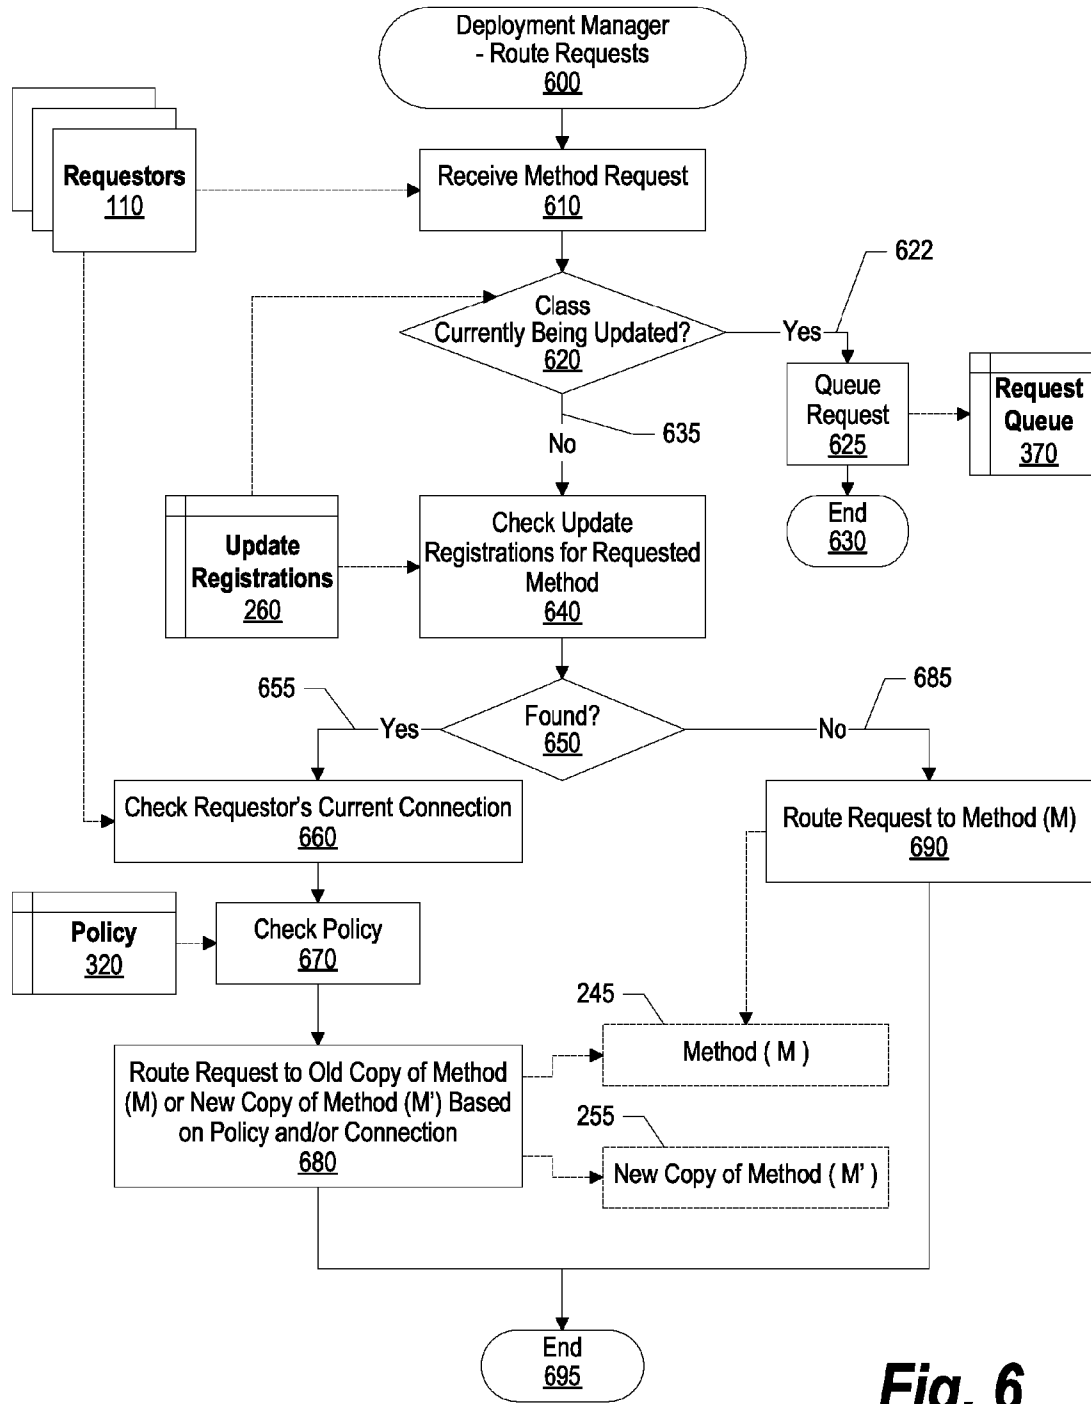 Deployment Manager
- Route Requests
600
Requestors
110
Receive Method Request
610
622
Class
Currently Being Updated?
620
Yes
Queue
Request
625
Request
Queue
370
635
No
End
630
Update
Registrations
260
Check Update
Registrations for Requested
Method
640
655
685
Yes
Found?
650
No
Check Requestor's Current Connection
660
Route Request to Method (M)
690
Policy
320
Check Policy
670
245
Method ( M )
Route Request to Old Copy of Method
(M) or New Copy of Method (M') Based
on Policy and/or Connection
680
255
New Copy of Method ( M' )
End
695
Fig. 6